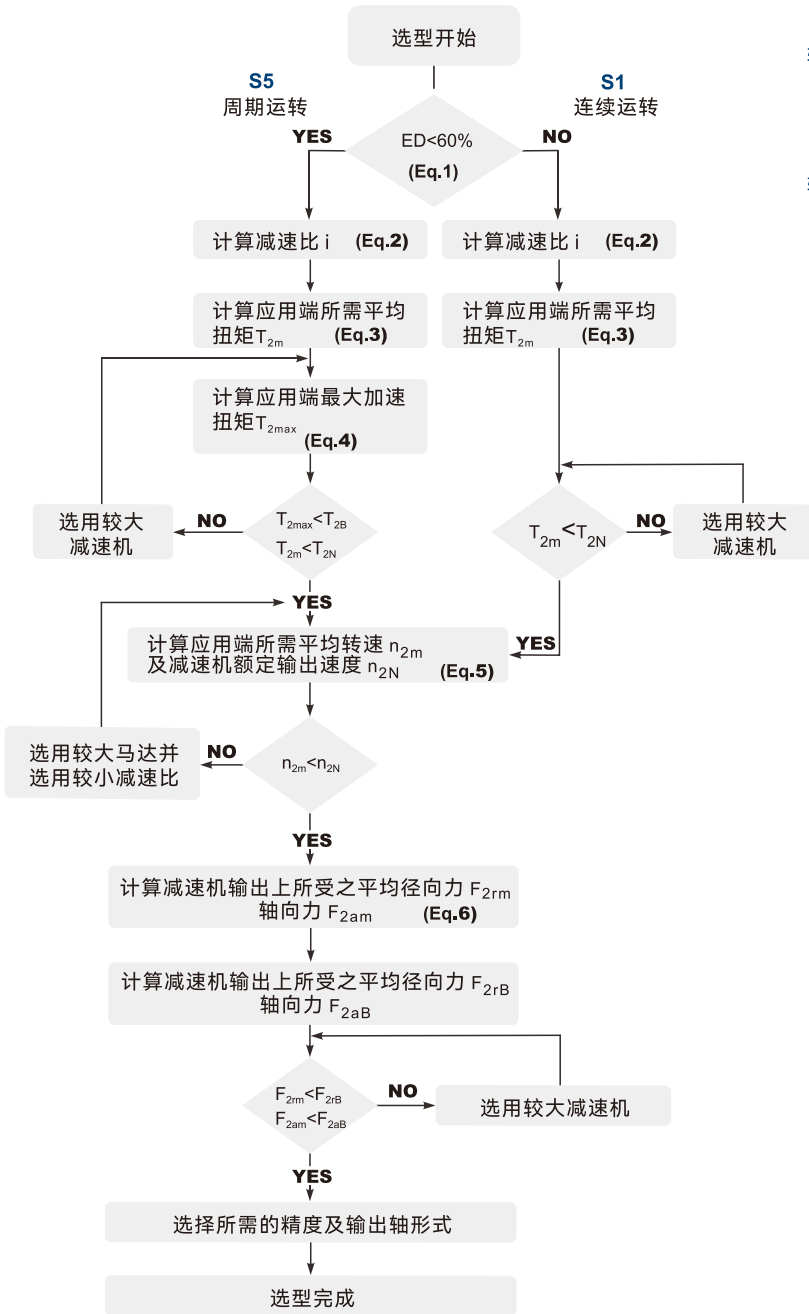 选型开始
S5
周期运转
S1
连续运转
YES
NO
ED<60%
(Eq.1)
计算减速比 i (Eq.2)
计算减速比 i (Eq.2)
计算应用端所需平均
扭矩T2m (Eq.3)
计算应用端所需平均
扭矩T2m (Eq.3)
计算应用端最大加速
扭矩T2max
(Eq.4)
选用较大
减速机
NO
T2max<T2B
T2m<T2N
T2m<T2N
NO
选用较大
减速机
YES
YES
计算应用端所需平均转速 n2m
及减速机额定输出速度 n2N (Eq.5)
选用较大马达并
选用较小减速比
NO
n2m<n2N
YES
计算减速机输出上所受之平均径向力 F2rm
轴向力 F2am (Eq.6)
计算减速机输出上所受之平均径向力 F2rB
轴向力 F2aB
F2rm<F2rB
F2am<F2aB
NO
选用较大减速机
YES
选择所需的精度及输出轴形式
选型完成